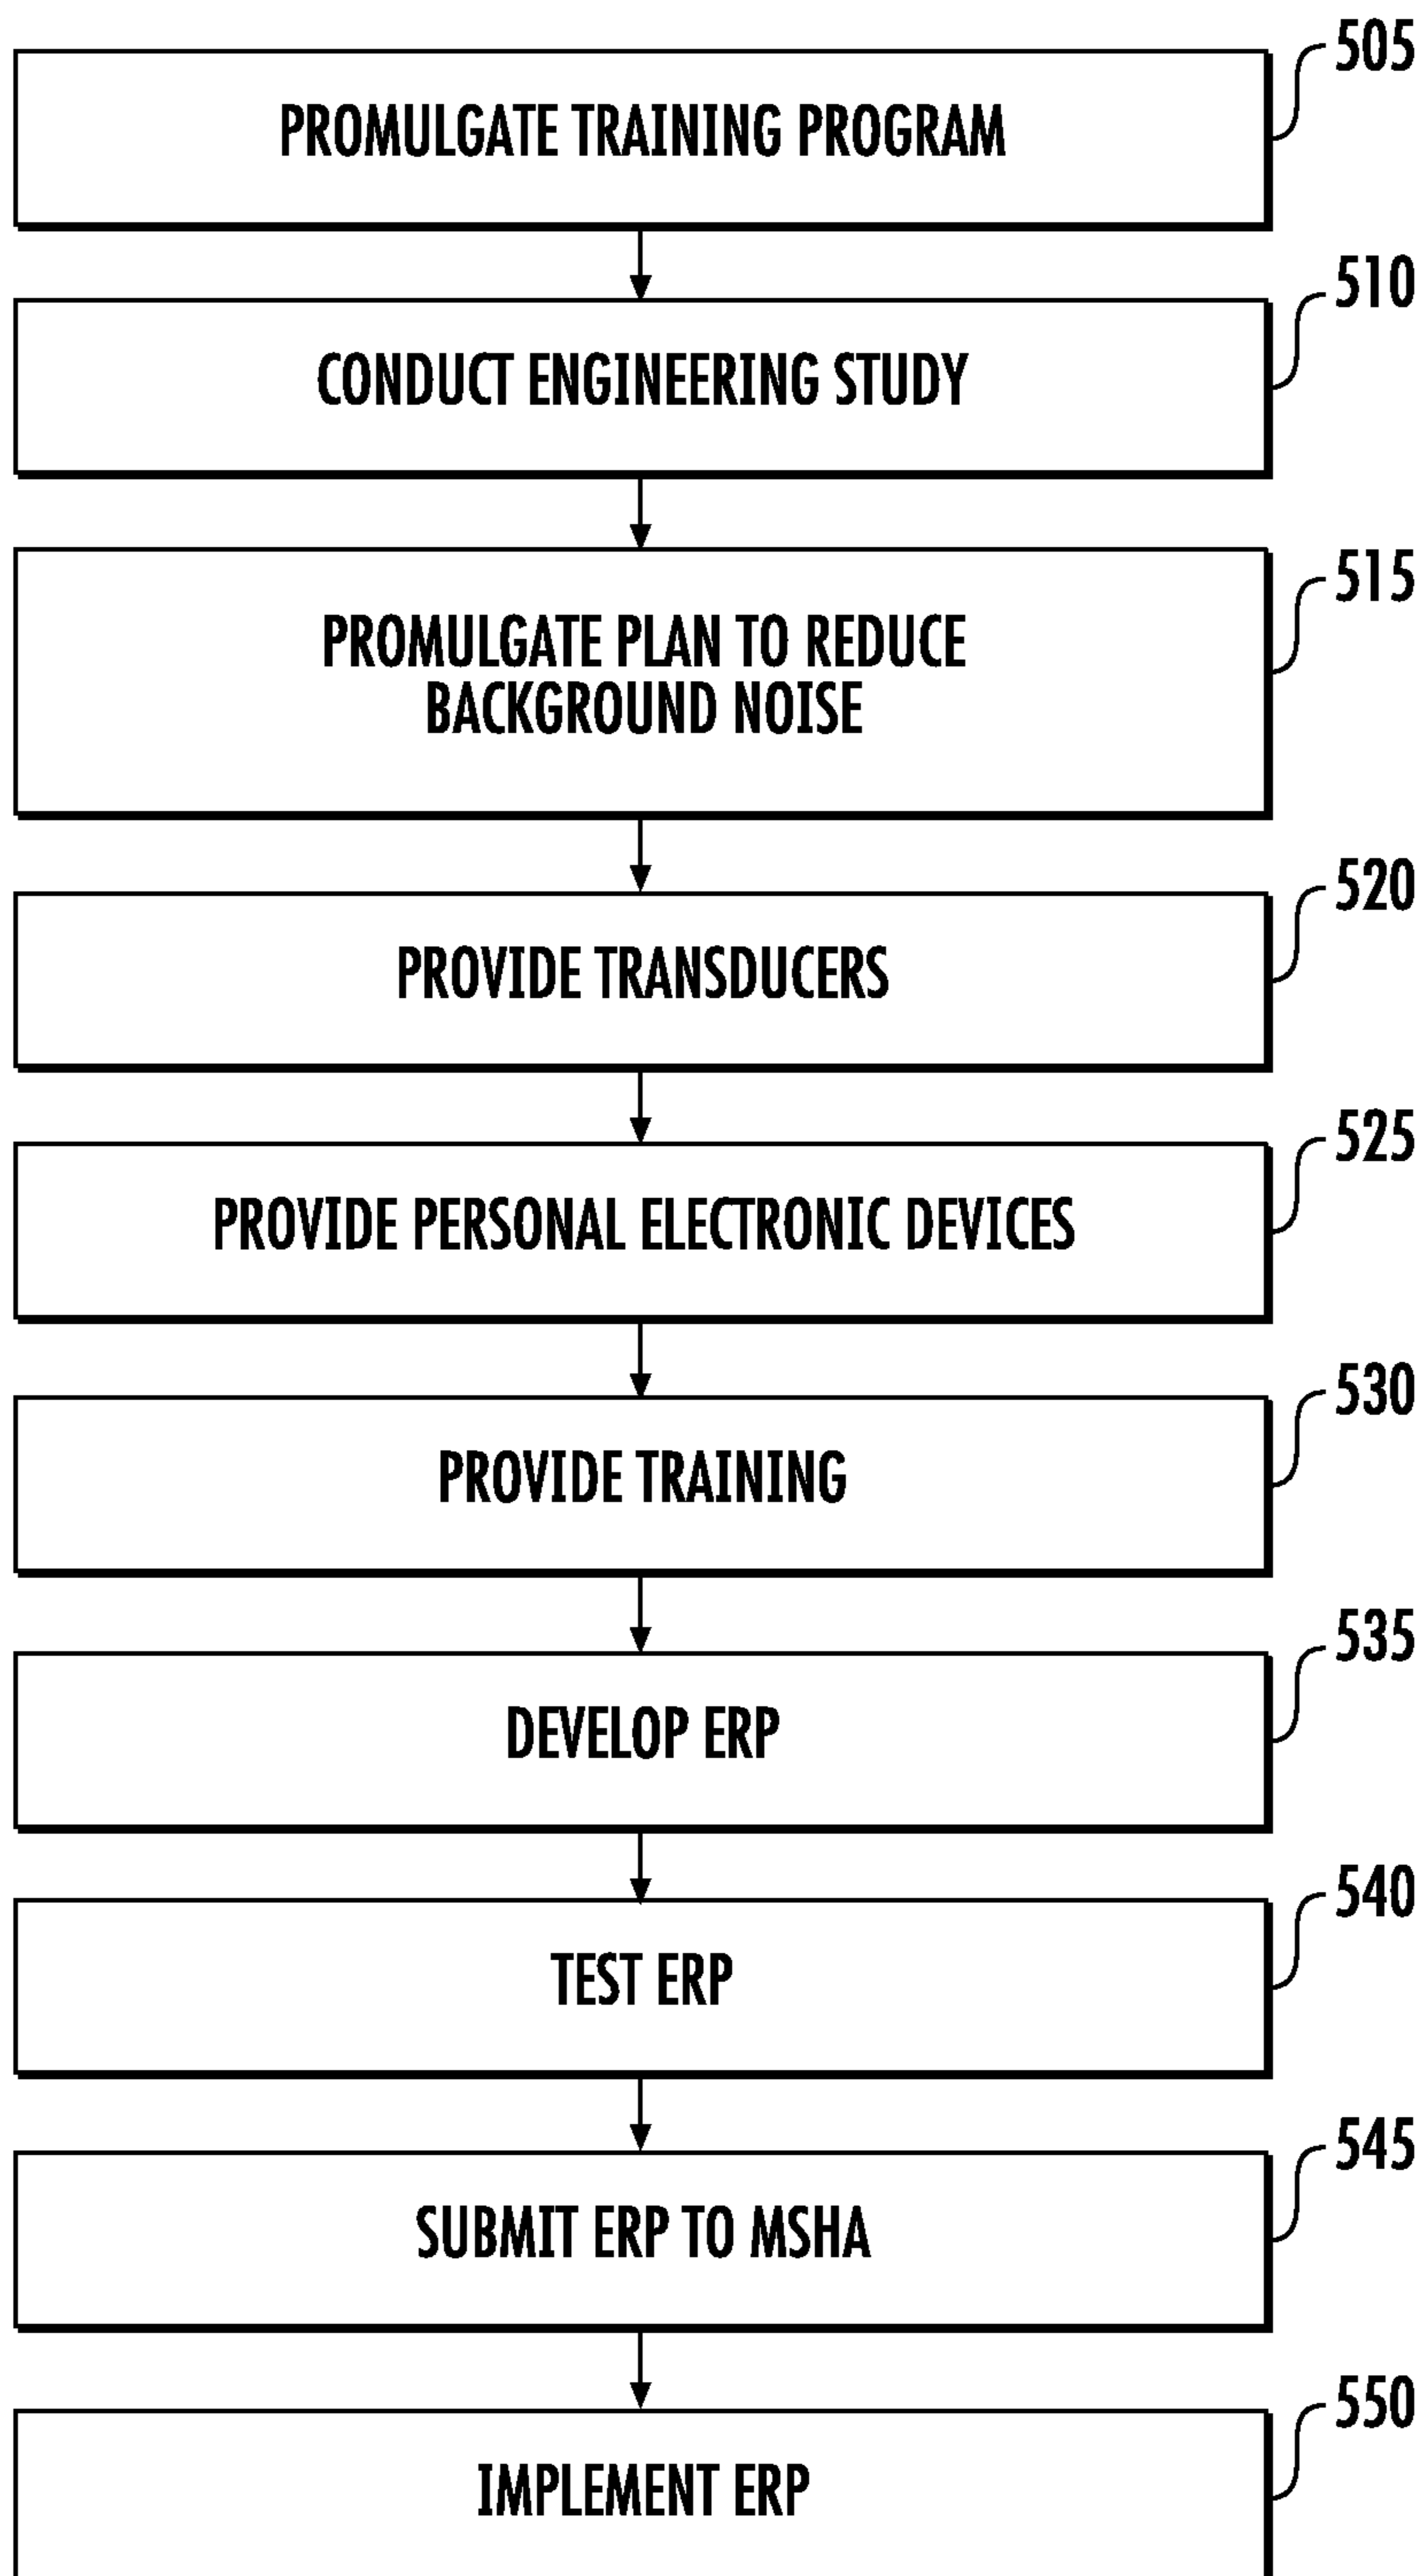 505
PROMULGATE TRAINING PROGRAM
510
CONDUCT ENGINEERING STUDY
515
PROMULGATE PLAN TO REDUCE
BACKGROUND NOISE
520
PROVIDE TRANSDUCERS
525
PROVIDE PERSONAL ELECTRONIC DEVICES
530
PROVIDE TRAINING
535
DEVELOP ERP
540
TEST ERP
545
SUBMIT ERP TO MSHA
550
IMPLEMENT ERP